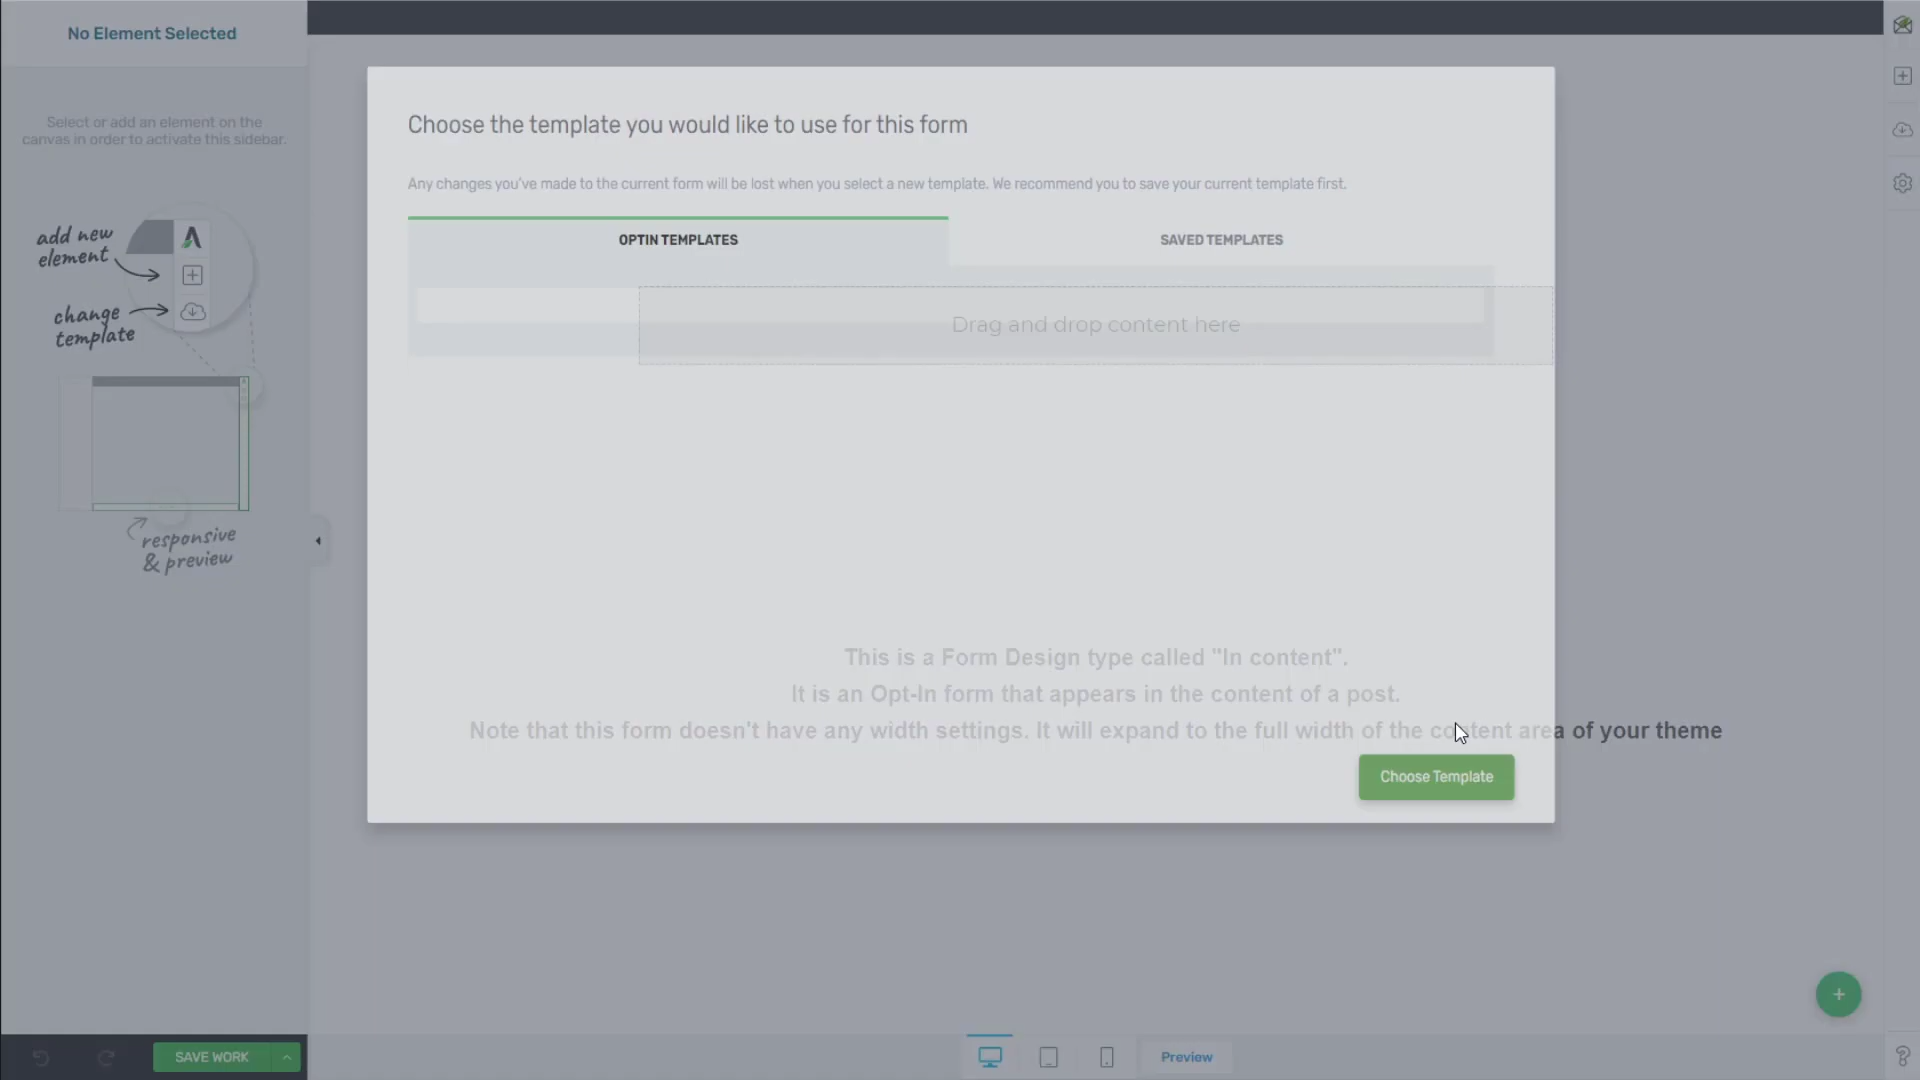 No Element Selected
Select or add an element on the
canvas in order to activate this sidebar.
add new
element
change
template
responsive
& preview
Choose the template you would like to use for this form
Any changes you've made to the current form will be lost when you select a new template. We recommend you to save your current template first.
OPTIN TEMPLATES
SAVED TEMPLATES
Drag and drop content here
This is a Form Design type called "In content".
It is an Opt-In form that appears in the content of a post.
Note that this form doesn't have any width settings. It will expand to the full width of the content area of your theme
Choose Template
SAVE WORK
Preview